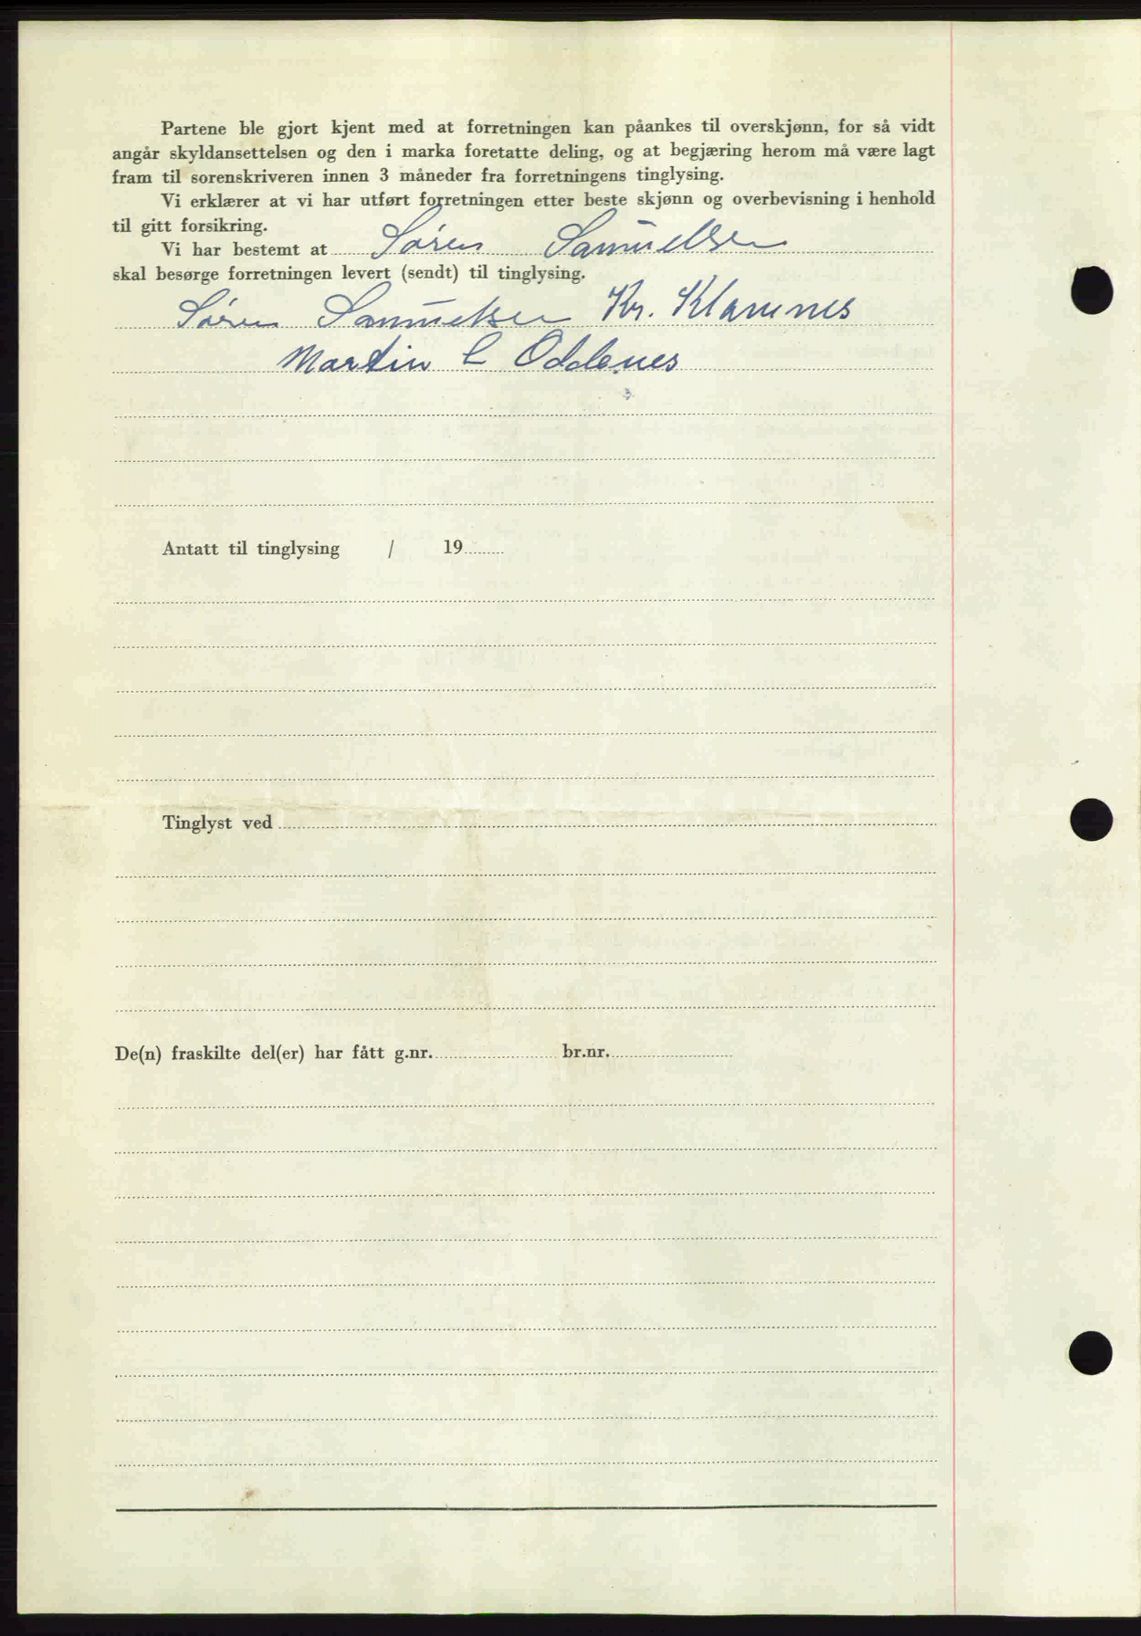 Partene ble gjort kjent med at forretningen kan påankes til overskjønn, for så vidt
angår skyldansettelsen og den i marka foretatte deling, og at begjæring herom må være lagt
fram til sorenskriveren innen 3 måneder fra forretningens tinglysing.
Vi erklærer at vi har utført forretningen etter beste skjønn og overbevisning i henhold
til gitt forsikring.
Vi har bestemt at Søren Samuelsen
skal besørge forretningen levert (sendt) til tinglysing.
Søren Samuelsen Kr. Klamnes
Martin C Oddenes
Antatt til tinglysing / 19
Tinglyst ved
De(n) fraskilte del(er) har fått g.nr. br.nr.